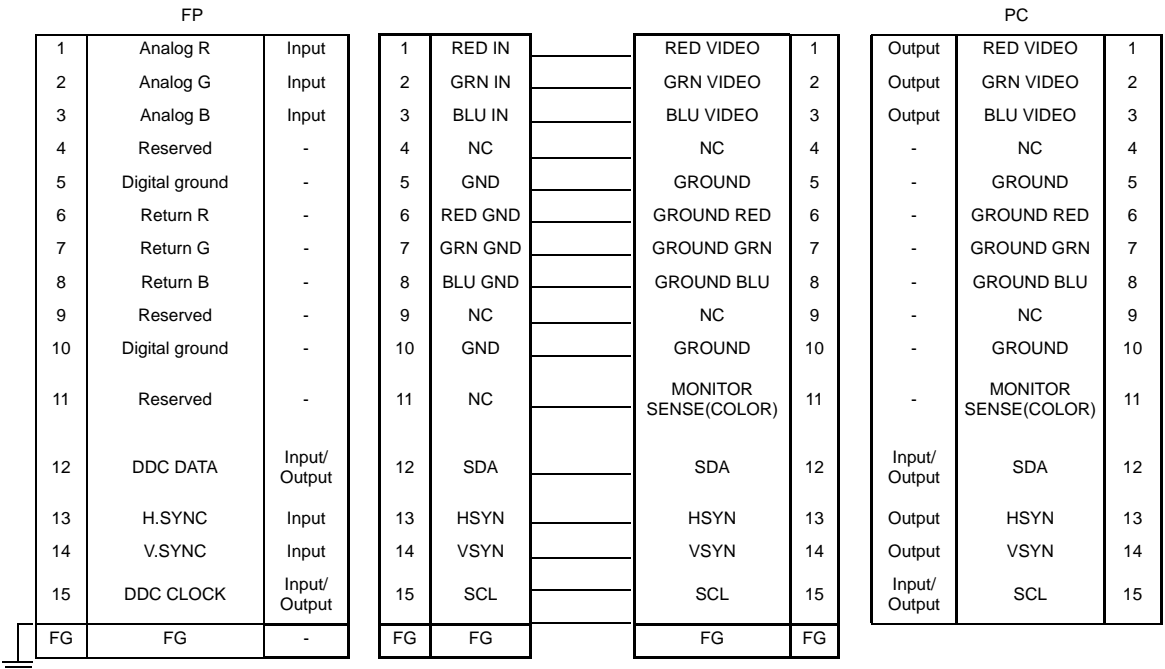 FP PC
1 Analog R Input 1 RED IN RED VIDEO 1 Output RED VIDEO 1
2 Analog G Input 2 GRN IN GRN VIDEO 2 Output GRN VIDEO 2
3 Analog B Input 3 BLU IN BLU VIDEO 3 Output BLU VIDEO 3
4 Reserved - 4 NC NC 4 - NC 4
5 Digital ground - 5 GND GROUND 5 - GROUND 5
6 Return R - 6 RED GND GROUND RED 6 - GROUND RED 6
7 Return G - 7 GRN GND GROUND GRN 7 - GROUND GRN 7
8 Return B - 8 BLU GND GROUND BLU 8 - GROUND BLU 8
9 Reserved - 9 NC NC 9 - NC 9
10 Digital ground - 10 GND GROUND 10 - GROUND 10
11 Reserved - 11 NC MONITOR SENSE(COLOR) 11 - MONITOR SENSE(COLOR) 11
12 DDC DATA Input/ Output 12 SDA SDA 12 Input/ Output SDA 12
13 H.SYNC Input 13 HSYN HSYN 13 Output HSYN 13
14 V.SYNC Input 14 VSYN VSYN 14 Output VSYN 14
15 DDC CLOCK Input/ Output 15 SCL SCL 15 Input/ Output SCL 15
FG FG - FG FG FG FG